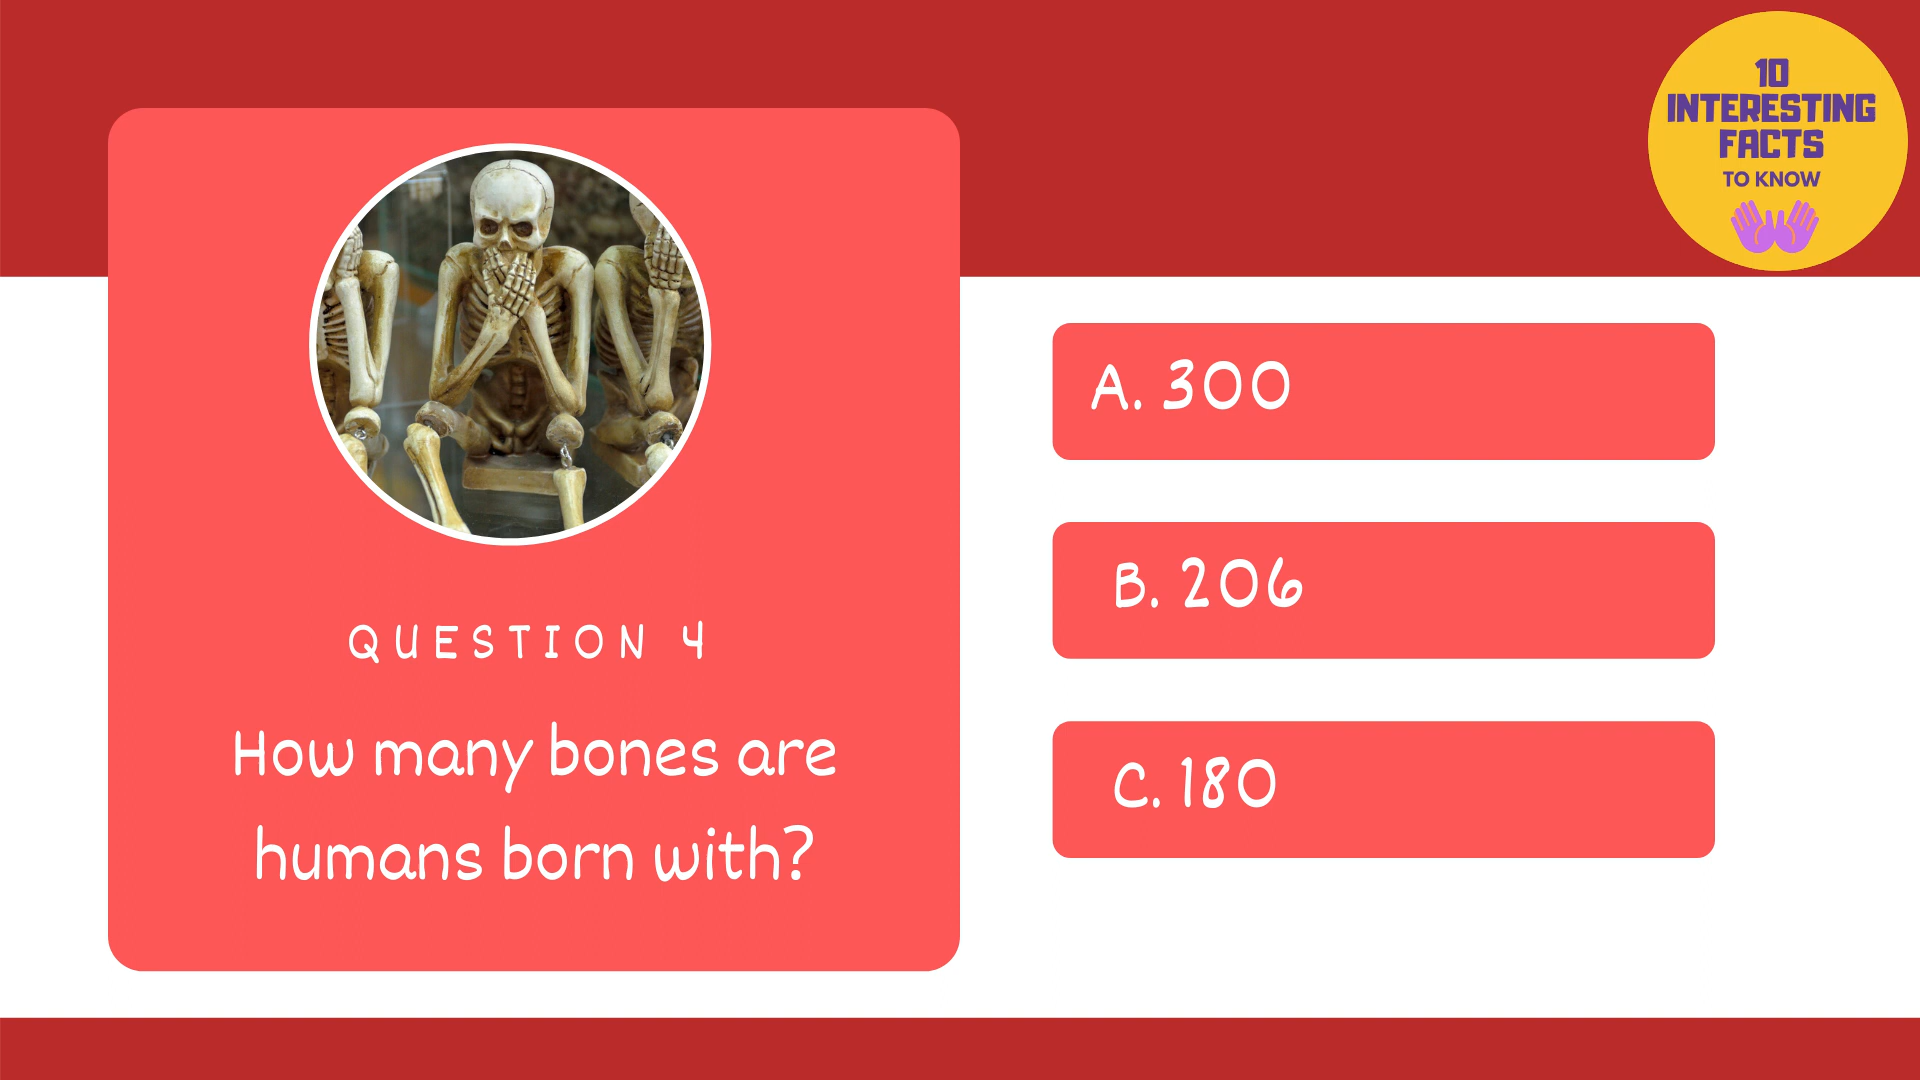 10
INTERESTING
FACTS
TO KNOW
QUESTION 4
How many bones are
humans born with?
A. 300
B. 206
C. 180